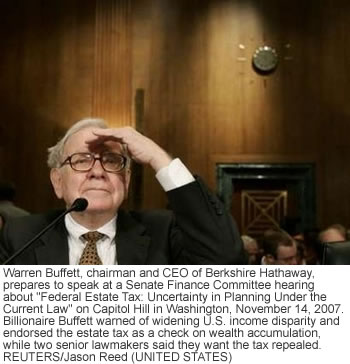 Warren Buffett, chairman and CEO of Berkshire Hathaway,
prepares to speak at a Senate Finance Committee hearing
about "Federal Estate Tax: Uncertainty in Planning Under the
Current Law" on Capitol Hill in Washington, November 14, 2007.
Billionaire Buffett warned of widening U.S. income disparity and
endorsed the estate tax as a check on wealth accumulation,
while two senior lawmakers said they want the tax repealed.
REUTERS/Jason Reed (UNITED STATES)